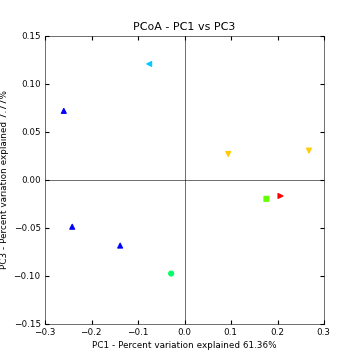 PCoA - PC1 vs PC3
0.15
0.10
0.05
0.00
−0.05
−0.10
−0.15
PC3 - Percent variation explained 7.77%
−0.3 −0.2 −0.1 0.0 0.1 0.2 0.3
PC1 - Percent variation explained 61.36%